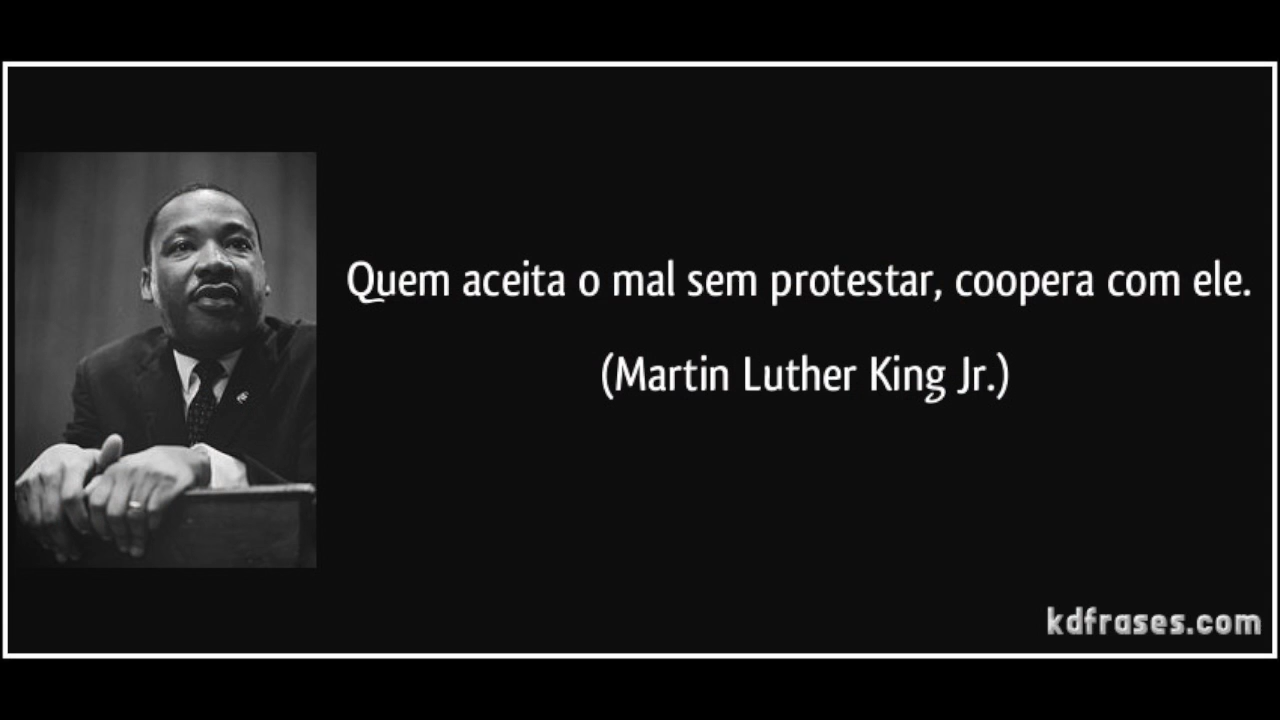 Quem aceita o mal sem protestar, coopera com ele.
(Martin Luther King Jr.)
kdfrases.com